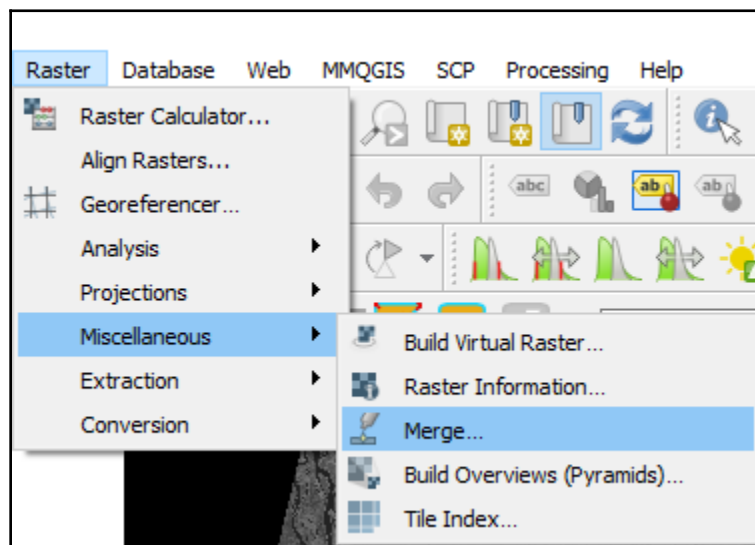 Raster Database Web MMQGIS SCP Processing Help
Raster Calculator...
Align Rasters...
Georeferencer...
Analysis
Projections
Miscellaneous
Extraction
Conversion
Build Virtual Raster...
Raster Information...
Merge...
Build Overviews (Pyramids)...
Tile Index...
abc
ab
ab